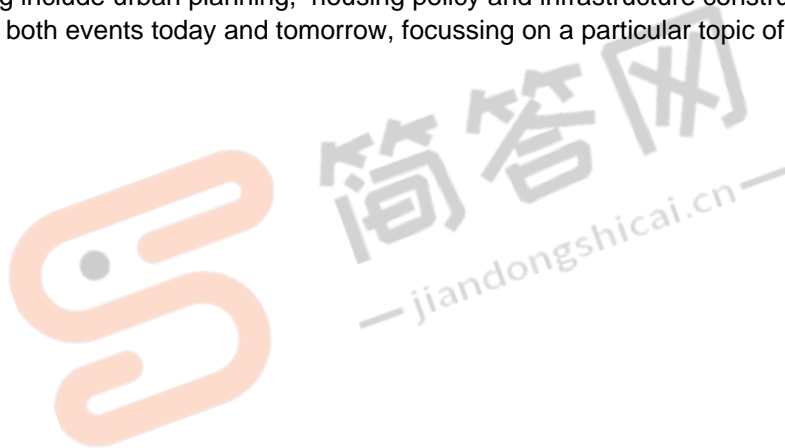 g include urban planning, housing policy and infrastructure constru
both events today and tomorrow, focussing on a particular topic of
简答网
jiandongshicai.cn